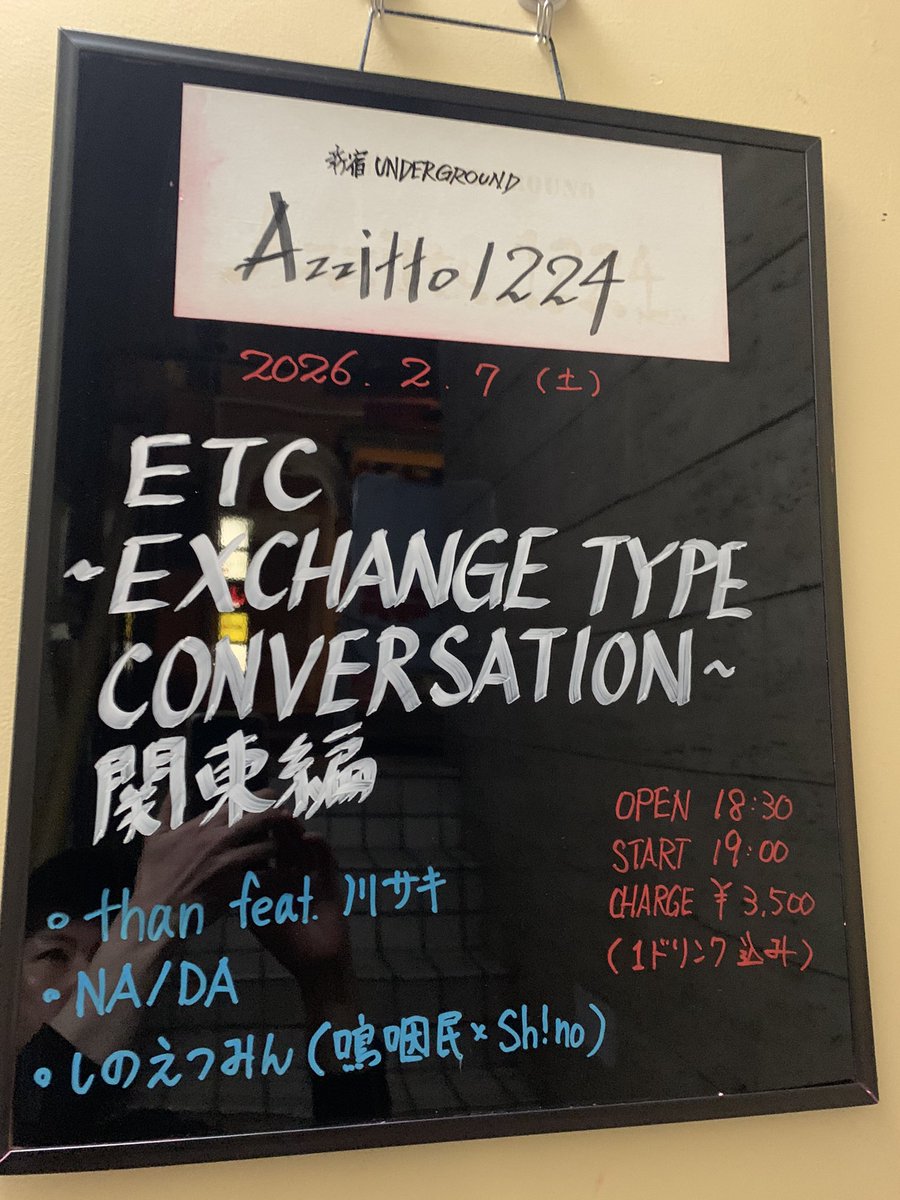 新宿 UNDERGROUND
Azzitto1224
2026.2.7 (土)
ETC
~EXCHANGE TYPE
CONVERSATION~
関東編
OPEN 18:30
START 19:00
CHARGE ¥3,500
(1ドリンク込み)
• than feat. 川サキ
• NA/DA
• しのえつみん(嗚咽民×Sh!no)